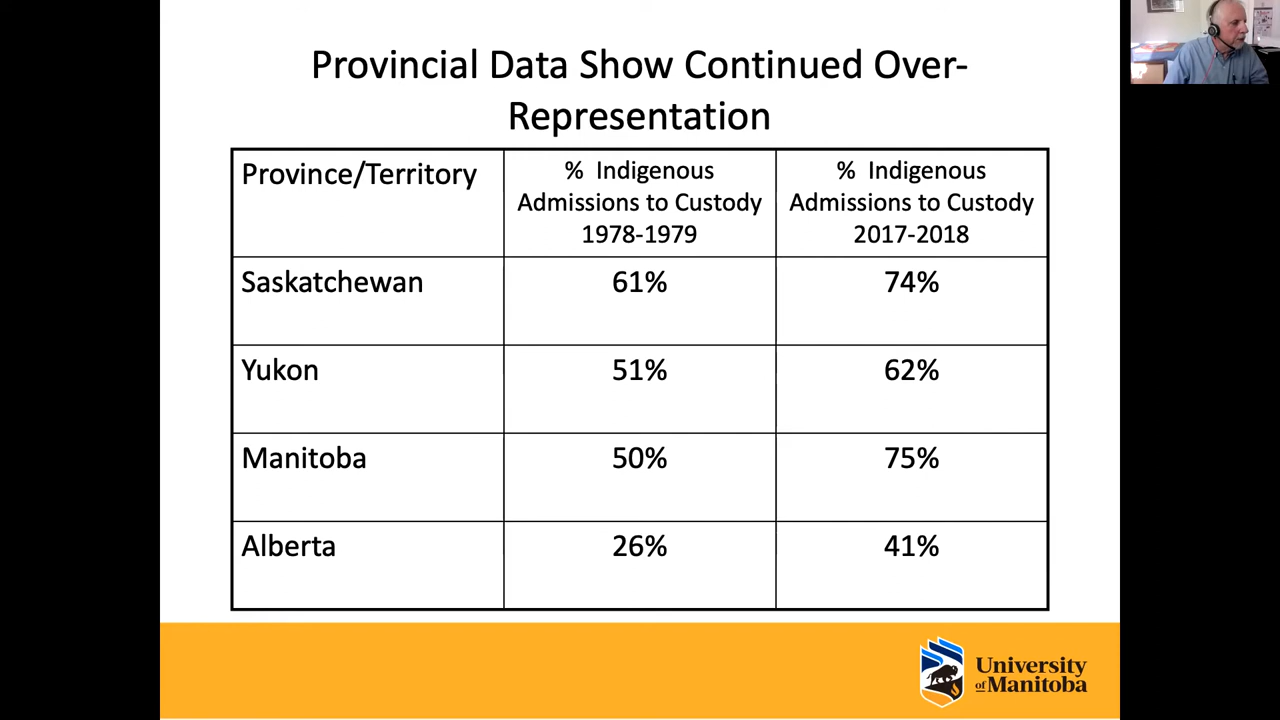 Provincial Data Show Continued Over-
Representation
Province/Territory
% Indigenous
Admissions to Custody
1978-1979
% Indigenous
Admissions to Custody
2017-2018
Saskatchewan
61%
74%
Yukon
51%
62%
Manitoba
50%
75%
Alberta
26%
41%
University
of Manitoba